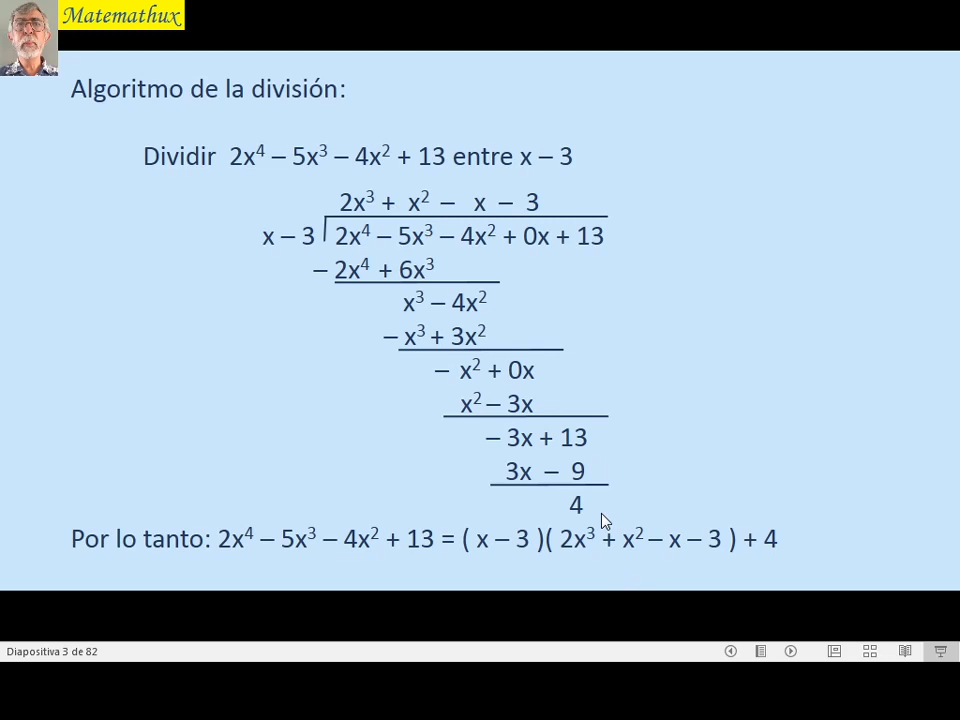 Matemathux
Algoritmo de la división:
Dividir 2x⁴ – 5x³ – 4x² + 13 entre x – 3
2x³ + x² – x – 3
x – 3 2x⁴ – 5x³ – 4x² + 0x + 13
– 2x⁴ + 6x³
x³ – 4x²
– x³ + 3x²
– x² + 0x
x² – 3x
– 3x + 13
3x – 9
4
Por lo tanto: 2x⁴ – 5x³ – 4x² + 13 = ( x – 3 )( 2x³ + x² – x – 3 ) + 4
Diapositiva 3 de 82